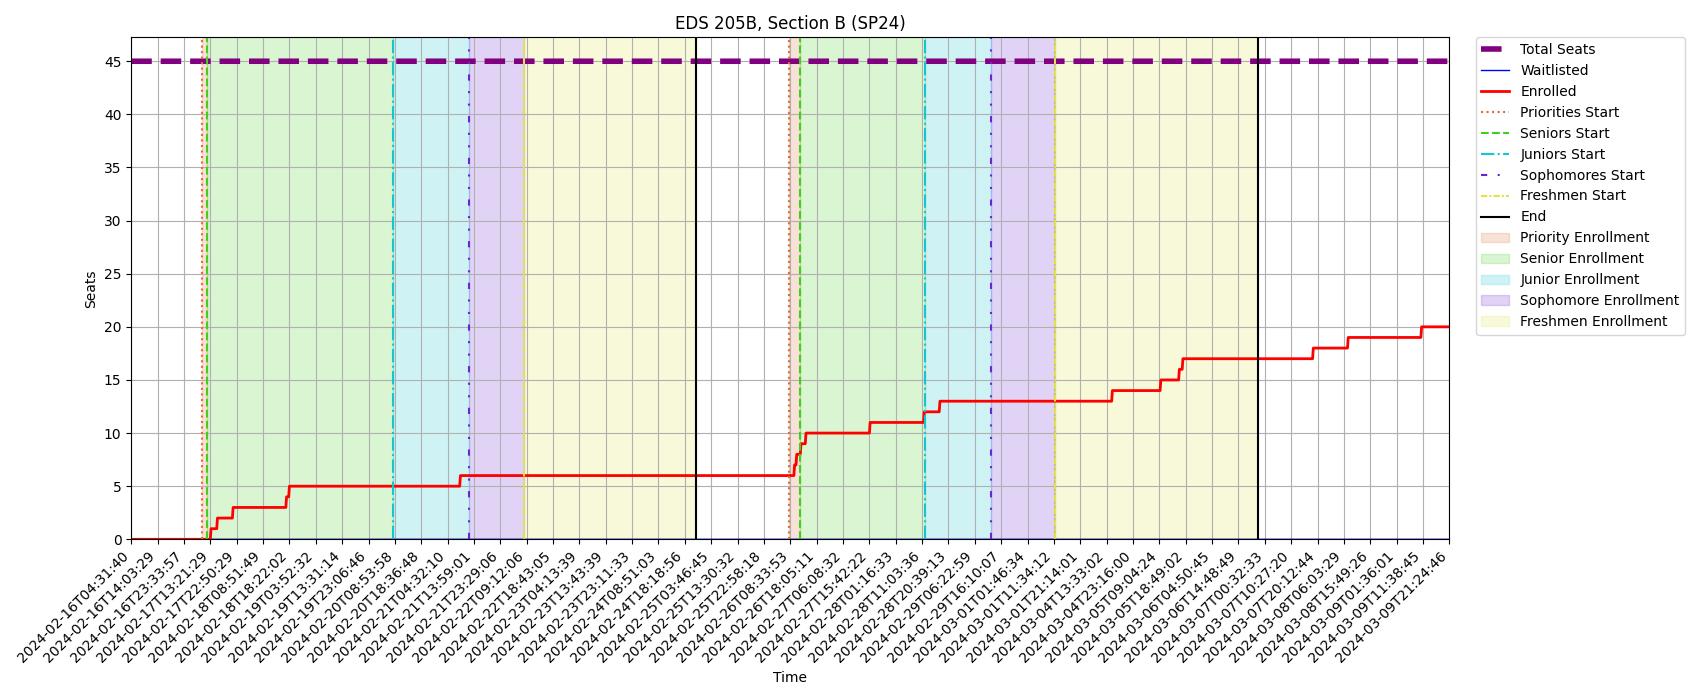 EDS 205B, Section B (SP24)
Seats
45
40
35
30
25
20
15
10
5
0
2024-02-16T04:31:40
2024-02-16T14:03:29
2024-02-16T23:33:57
2024-02-17T13:21:29
2024-02-17T22:50:29
2024-02-18T08:51:49
2024-02-18T18:22:02
2024-02-19T03:52:32
2024-02-19T13:31:14
2024-02-19T23:06:46
2024-02-20T08:53:58
2024-02-20T18:36:48
2024-02-21T04:32:10
2024-02-21T13:59:01
2024-02-21T23:29:06
2024-02-22T09:12:06
2024-02-22T18:43:05
2024-02-23T04:13:39
2024-02-23T13:43:39
2024-02-23T23:11:33
2024-02-24T08:51:03
2024-02-24T18:18:56
2024-02-25T03:46:45
2024-02-25T13:30:32
2024-02-25T22:58:18
2024-02-26T08:33:53
2024-02-26T18:05:11
2024-02-27T06:08:32
2024-02-27T15:42:22
2024-02-28T01:16:33
2024-02-28T11:03:36
2024-02-28T20:39:13
2024-02-29T06:22:59
2024-02-29T16:10:07
2024-03-01T01:46:34
2024-03-01T11:34:12
2024-03-01T21:14:01
2024-03-04T13:33:02
2024-03-04T23:16:00
2024-03-05T09:04:24
2024-03-05T18:49:02
2024-03-06T04:50:45
2024-03-06T14:48:49
2024-03-07T00:32:33
2024-03-07T10:27:20
2024-03-07T20:12:44
2024-03-08T06:03:29
2024-03-08T15:49:26
2024-03-09T01:36:01
2024-03-09T11:38:45
2024-03-09T21:24:46
Time
Total Seats
Waitlisted
Enrolled
Priorities Start
Seniors Start
Juniors Start
Sophomores Start
Freshmen Start
End
Priority Enrollment
Senior Enrollment
Junior Enrollment
Sophomore Enrollment
Freshmen Enrollment